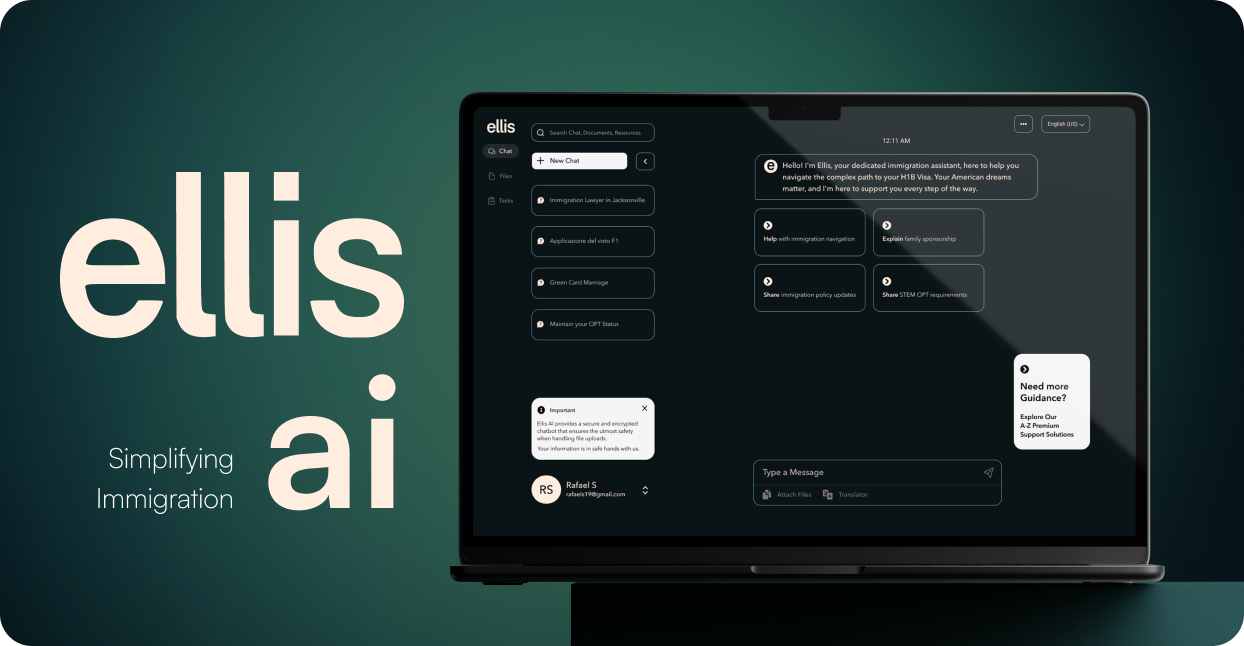 ellis
ai
Simplifying
Immigration
ellis
Chat
Files
Tasks
Search Chat, Documents, Resources
New Chat
Immigration Lawyer in Jacksonville
Applicazione del visto F1
Green Card Marriage
Maintain your OPT Status
Important
Ellis AI provides a secure and encrypted
chatbot that ensures the utmost safety
when handling file uploads.
Your information is in safe hands with us.
RS
Rafael S
rafaels19@gmail.com
English (US)
12:11 AM
e
Hello! I'm Ellis, your dedicated immigration assistant, here to help you
navigate the complex path to your H1B Visa. Your American dreams
matter, and I'm here to support you every step of the way.
Help with immigration navigation
Explain family sponsorship
Share immigration policy updates
Share STEM OPT requirements
Need more
Guidance?
Explore Our
A-Z Premium
Support Solutions
Type a Message
Attach Files
Translator